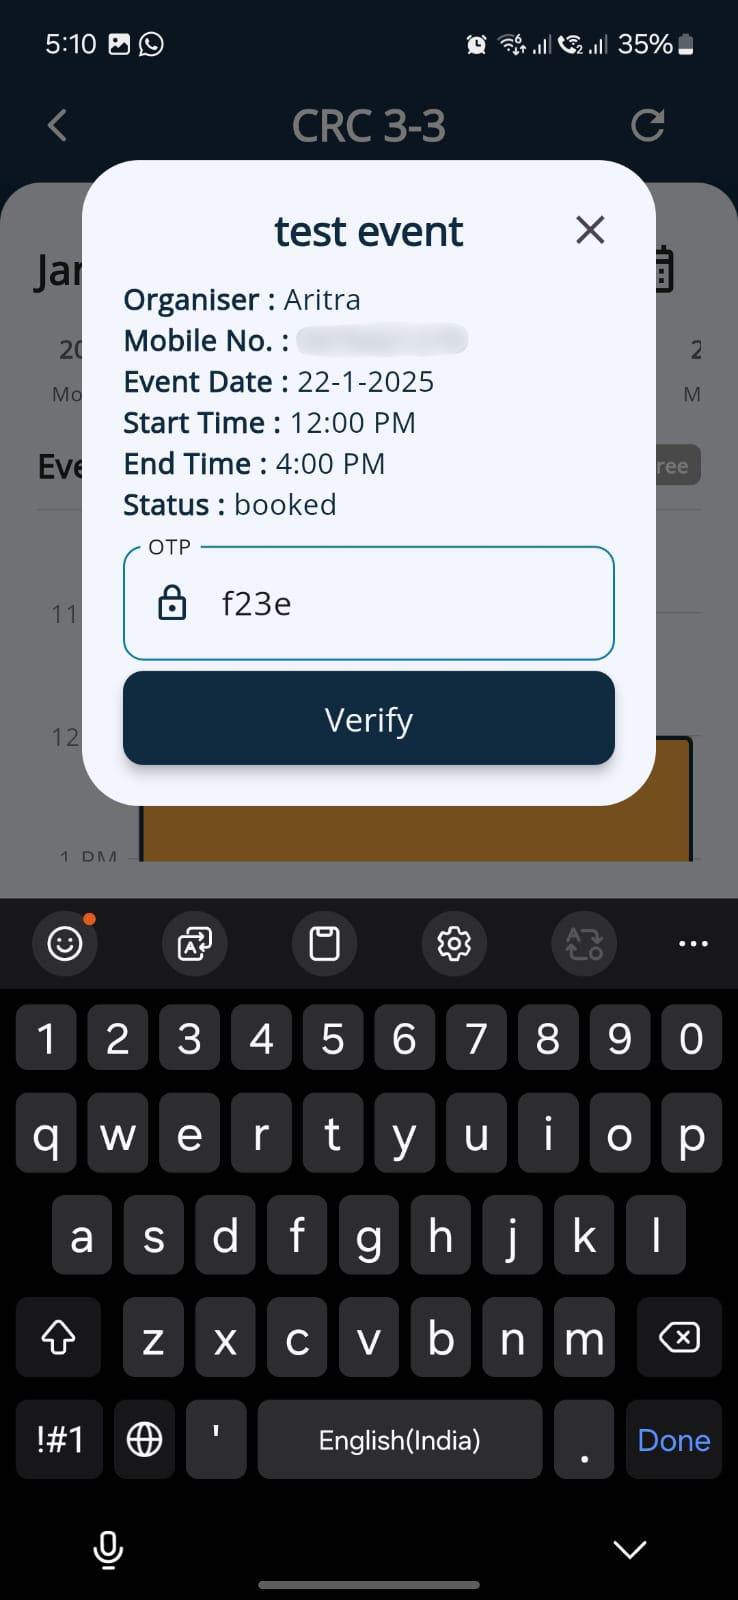 5:10 35%
CRC 3-3
test event
Organiser : Aritra
Mobile No. :
Event Date : 22-1-2025
Start Time : 12:00 PM
End Time : 4:00 PM
Status : booked
OTP
f23e
Verify
Jan
20
2
Mo
M
Eve
ree
11
12
1 PM
1 2 3 4 5 6 7 8 9 0
q w e r t y u i o p
a s d f g h j k l
z x c v b n m
!#1 ' English(India) . Done